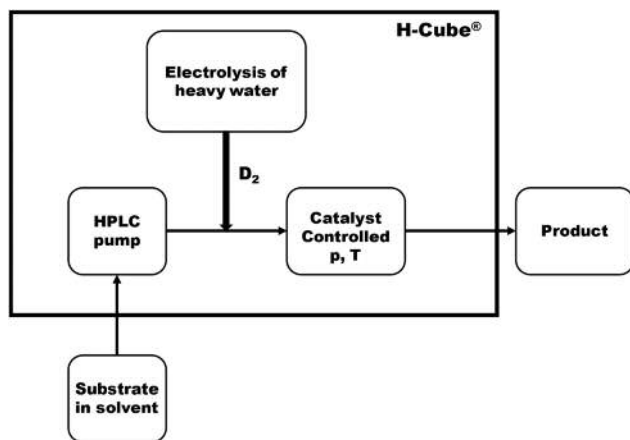 H-Cube®
Electrolysis of
heavy water
D₂
HPLC
pump
Catalyst
Controlled
p, T
Product
Substrate
in solvent